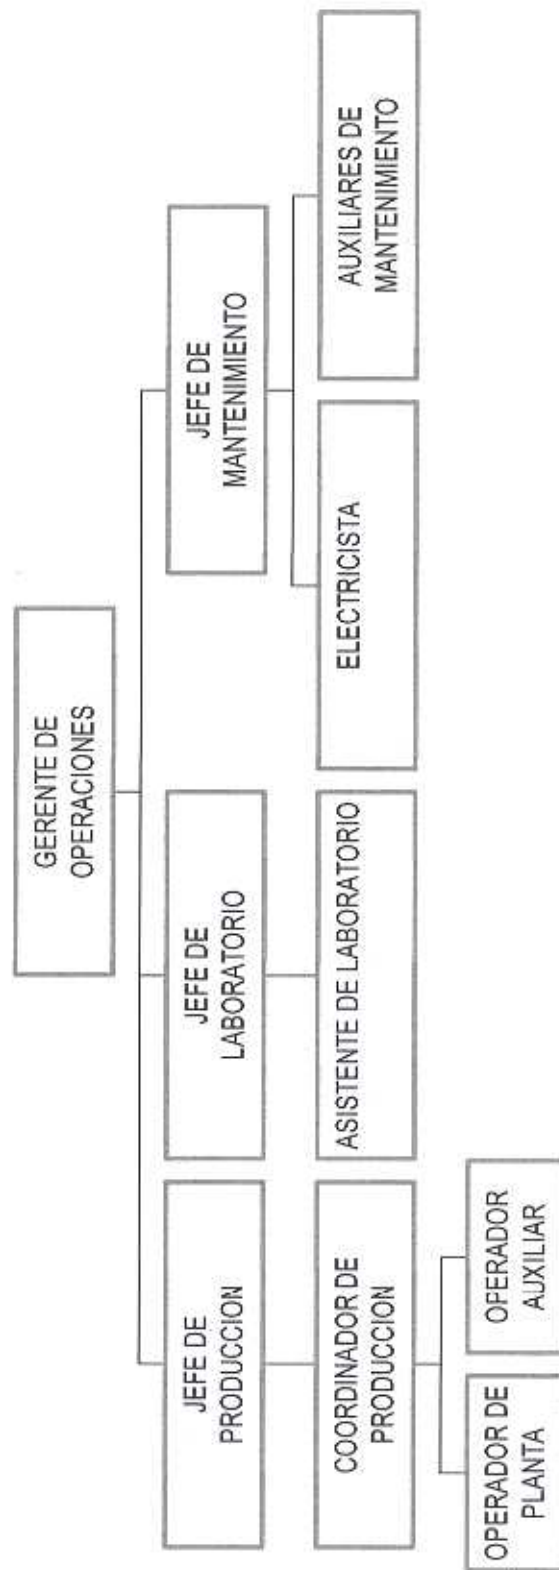 GERENTE DE
OPERACIONES
JEFE DE
PRODUCCION
JEFE DE
LABORATORIO
JEFE DE
MANTENIMIENTO
COORDINADOR DE
PRODUCCION
ASISTENTE DE LABORATORIO
ELECTRICISTA
AUXILIARES DE
MANTENIMIENTO
OPERADOR DE
PLANTA
OFERADOR
AUXILIAR